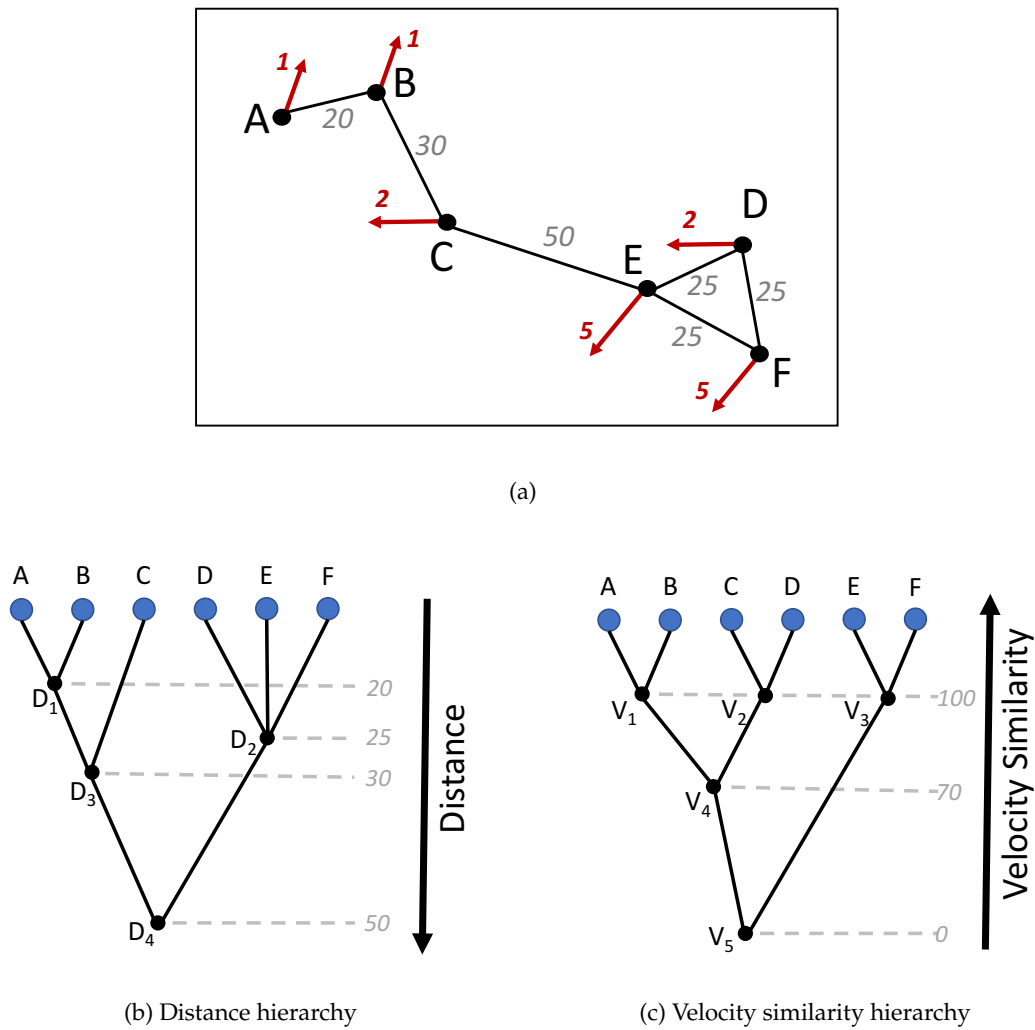 1
1
B
A
20
30
2
2
D
50
E
C
25
25
5
25
F
5
(a)
A B C D E F
D1
20
D2
25
D3
30
D4
50
Distance
(b) Distance hierarchy
A B C D E F
V1
V2
V3
100
V4
70
V5
0
Velocity Similarity
(c) Velocity similarity hierarchy